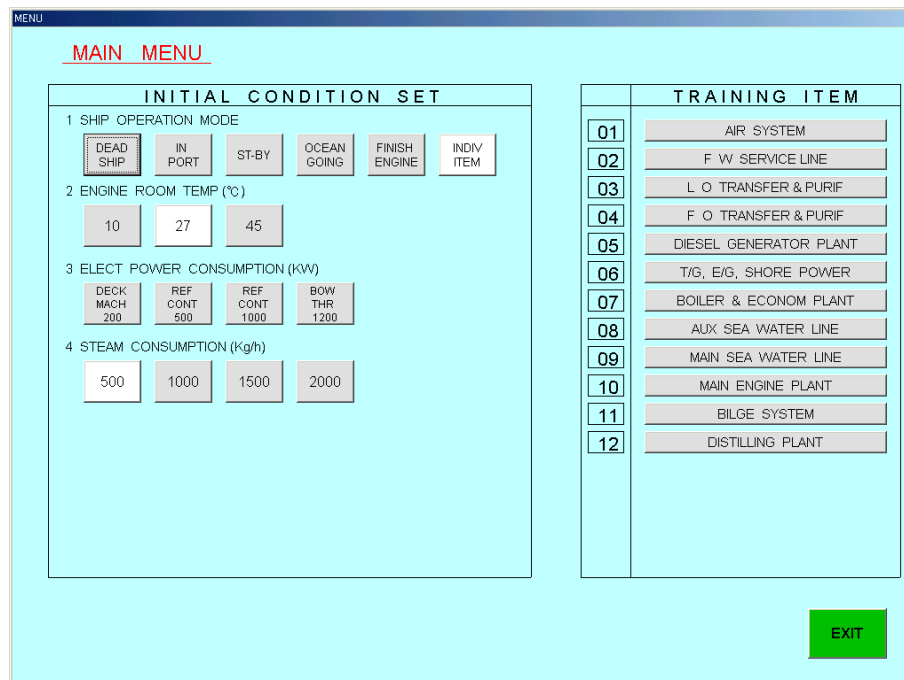 MENU
MAIN MENU
INITIAL CONDITION SET
1 SHIP OPERATION MODE
DEAD
SHIP
IN
PORT
ST-BY
OCEAN
GOING
FINISH
ENGINE
INDIV
ITEM
2 ENGINE ROOM TEMP (℃)
10
27
45
3 ELECT POWER CONSUMPTION (KW)
DECK
MACH
200
REF
CONT
500
REF
CONT
1000
BOW
THR
1200
4 STEAM CONSUMPTION (Kg/h)
500
1000
1500
2000
TRAINING ITEM
01 AIR SYSTEM
02 F W SERVICE LINE
03 L O TRANSFER & PURIF
04 F O TRANSFER & PURIF
05 DIESEL GENERATOR PLANT
06 T/G, E/G, SHORE POWER
07 BOILER & ECONOM PLANT
08 AUX SEA WATER LINE
09 MAIN SEA WATER LINE
10 MAIN ENGINE PLANT
11 BILGE SYSTEM
12 DISTILLING PLANT
EXIT